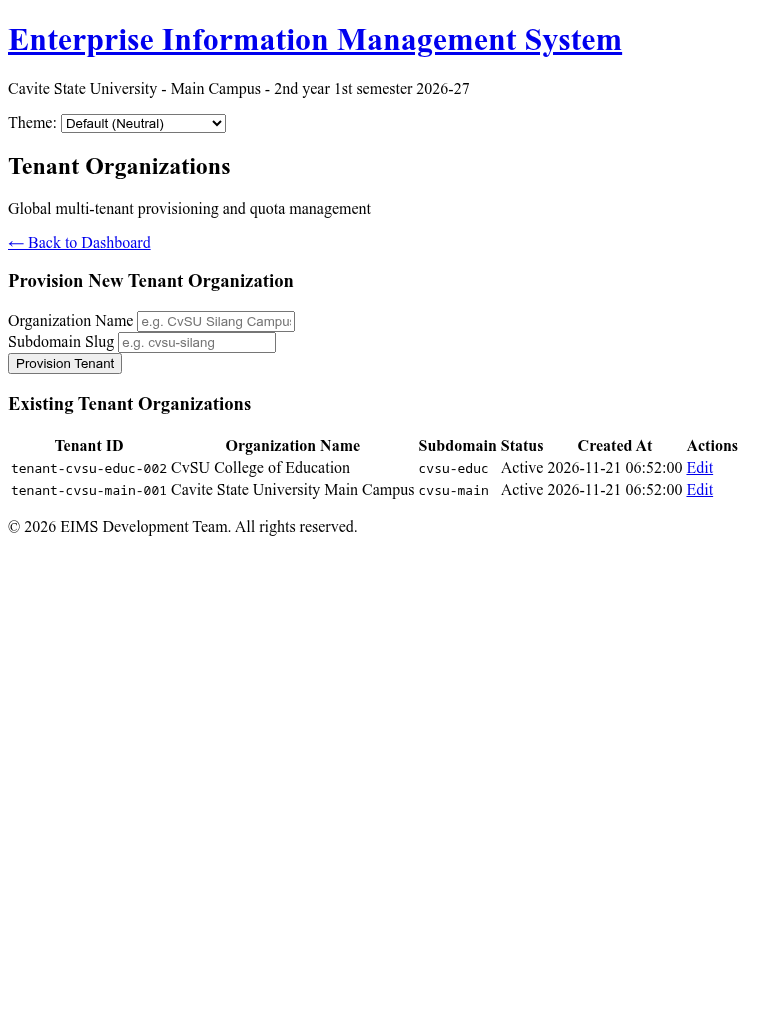 Enterprise Information Management System
Cavite State University - Main Campus - 2nd year 1st semester 2026-27
Theme: Default (Neutral)
Tenant Organizations
Global multi-tenant provisioning and quota management
← Back to Dashboard
Provision New Tenant Organization
Organization Name e.g. CvSU Silang Campus
Subdomain Slug e.g. cvsu-silang
Provision Tenant
Existing Tenant Organizations
Tenant ID Organization Name Subdomain Status Created At Actions
tenant-cvsu-educ-002 CvSU College of Education cvsu-educ Active 2026-11-21 06:52:00 Edit
tenant-cvsu-main-001 Cavite State University Main Campus cvsu-main Active 2026-11-21 06:52:00 Edit
© 2026 EIMS Development Team. All rights reserved.